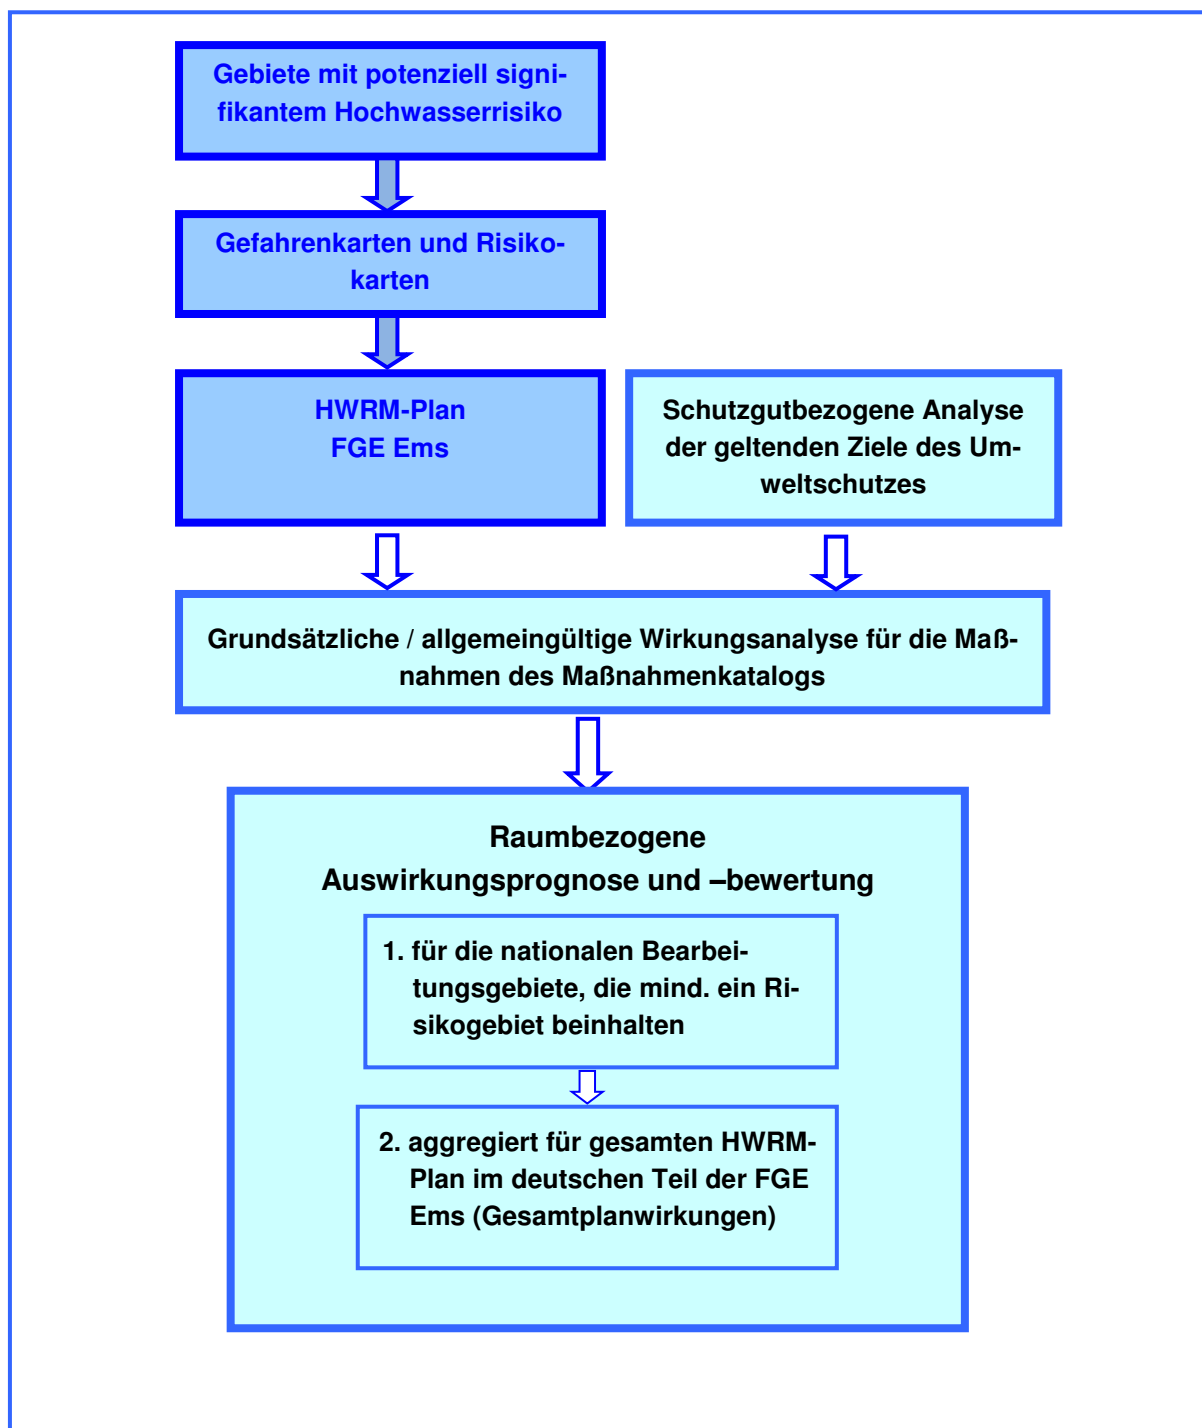 Gebiete mit potenziell signi-
fikantem Hochwasserrisiko
Gefahrenkarten und Risiko-
karten
HWRM-Plan
FGE Ems
Schutzgutbezogene Analyse
der geltenden Ziele des Um-
weltschutzes
Grundsätzliche / allgemeingültige Wirkungsanalyse für die Maß-
nahmen des Maßnahmenkatalogs
Raumbezogene
Auswirkungsprognose und –bewertung
1. für die nationalen Bearbei-
tungsgebiete, die mind. ein Ri-
sikogebiet beinhalten
2. aggregiert für gesamten HWRM-
Plan im deutschen Teil der FGE
Ems (Gesamtplanwirkungen)